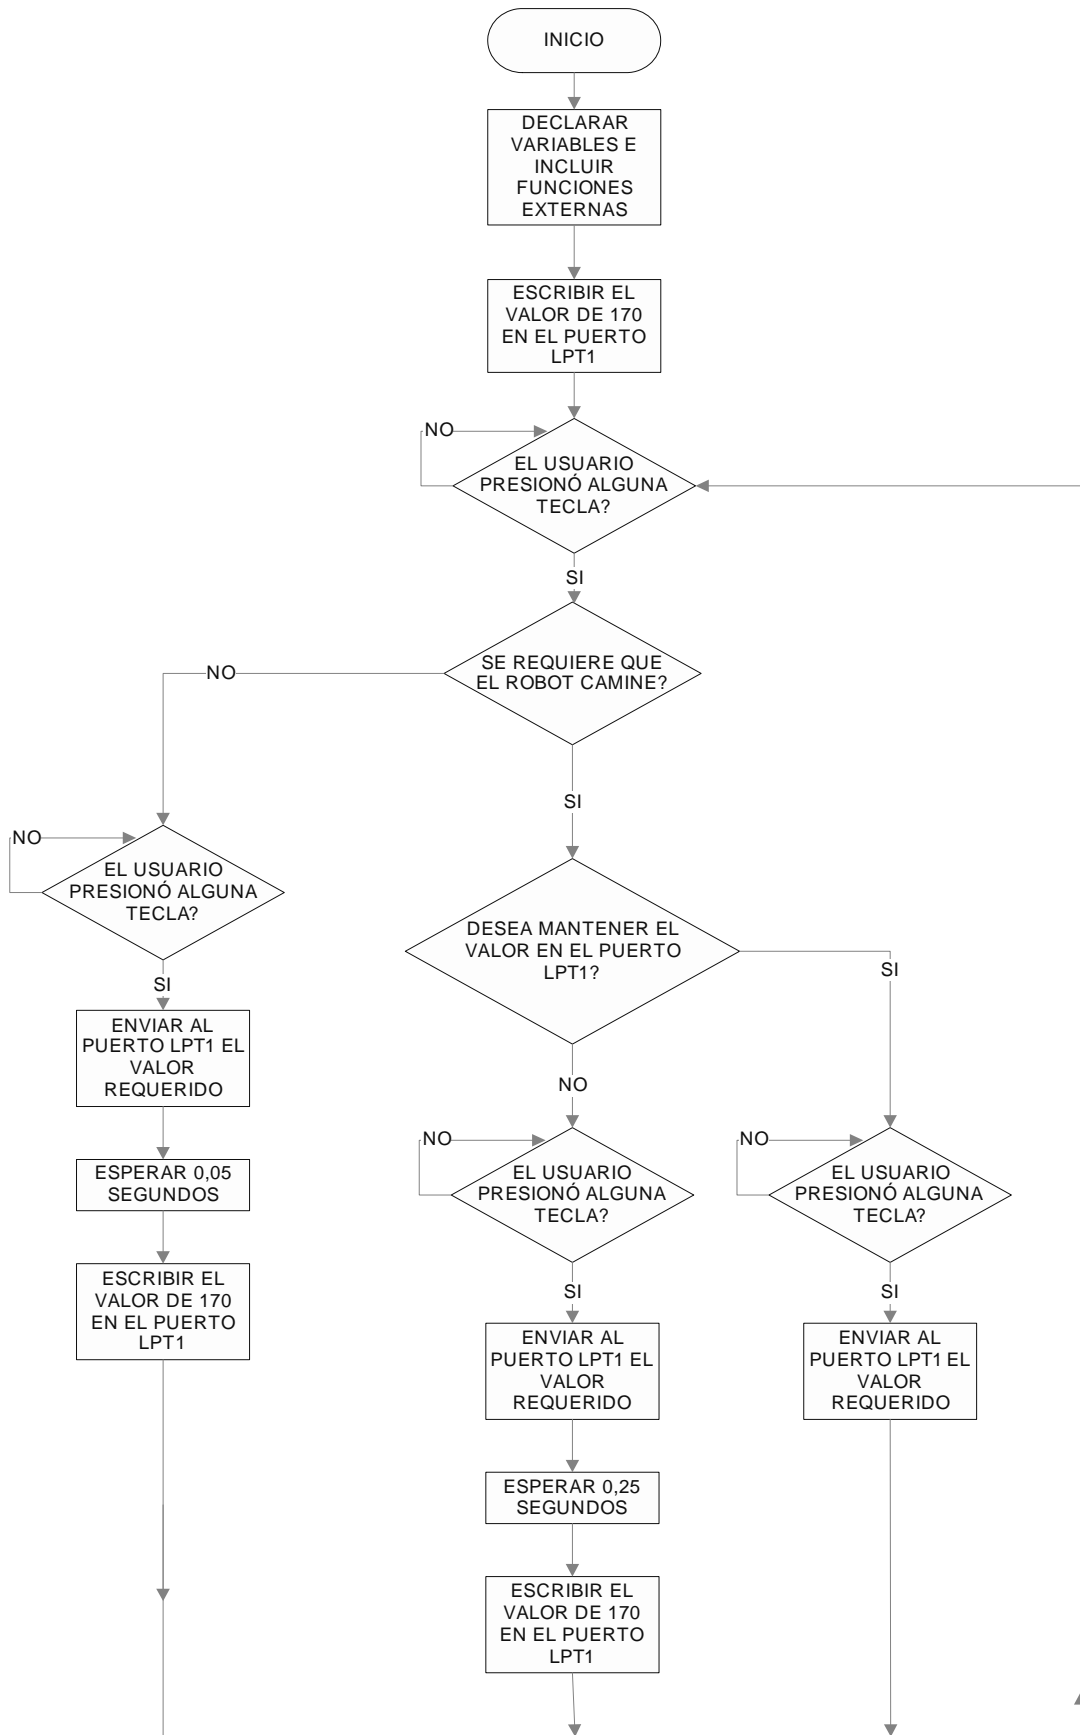 INICIO
DECLARAR
VARIABLES E
INCLUIR
FUNCIONES
EXTERNAS
ESCRIBIR EL
VALOR DE 170
EN EL PUERTO
LPT1
NO
EL USUARIO
PRESIONÓ ALGUNA
TECLA?
SI
SE REQUIERE QUE
EL ROBOT CAMINE?
NO
SI
NO
EL USUARIO
PRESIONÓ ALGUNA
TECLA?
SI
ENVIAR AL
PUERTO LPT1 EL
VALOR
REQUERIDO
ESPERAR 0,05
SEGUNDOS
ESCRIBIR EL
VALOR DE 170
EN EL PUERTO
LPT1
DESEA MANTENER EL
VALOR EN EL PUERTO
LPT1?
SI
NO
NO
EL USUARIO
PRESIONÓ ALGUNA
TECLA?
SI
ENVIAR AL
PUERTO LPT1 EL
VALOR
REQUERIDO
ESPERAR 0,25
SEGUNDOS
ESCRIBIR EL
VALOR DE 170
EN EL PUERTO
LPT1
NO
EL USUARIO
PRESIONÓ ALGUNA
TECLA?
SI
ENVIAR AL
PUERTO LPT1 EL
VALOR
REQUERIDO